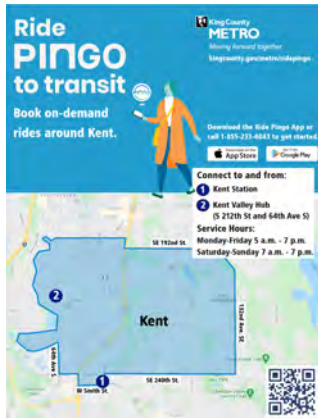 Ride
PINGO
to transit
Book on-demand
rides around Kent.
King County
METRO
Moving forward together
kingcounty.gov/metro/ridepingo
Download the Ride Pingo App or
call 1-855-233-6043 to get started.
App Store
Google Play
Connect to and from:
1 Kent Station
2 Kent Valley Hub
(S 212th St and 64th Ave S)
Service Hours:
Monday-Friday 5 a.m. - 7 p.m.
Saturday-Sunday 7 a.m. - 7 p.m.
SE 192nd St.
2
Kent
132nd Ave. SE
64th Ave S
SE 240th St.
W Smith St.
1